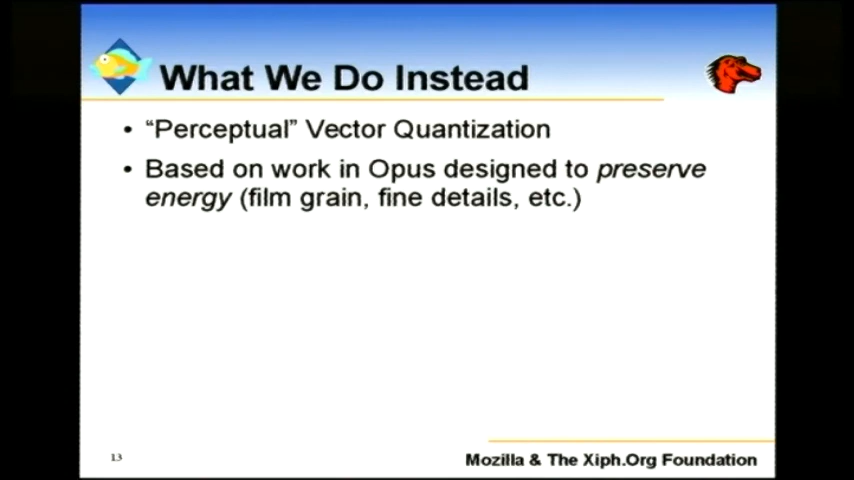 What We Do Instead
• “Perceptual” Vector Quantization
• Based on work in Opus designed to preserve
energy (film grain, fine details, etc.)
13
Mozilla & The Xiph.Org Foundation